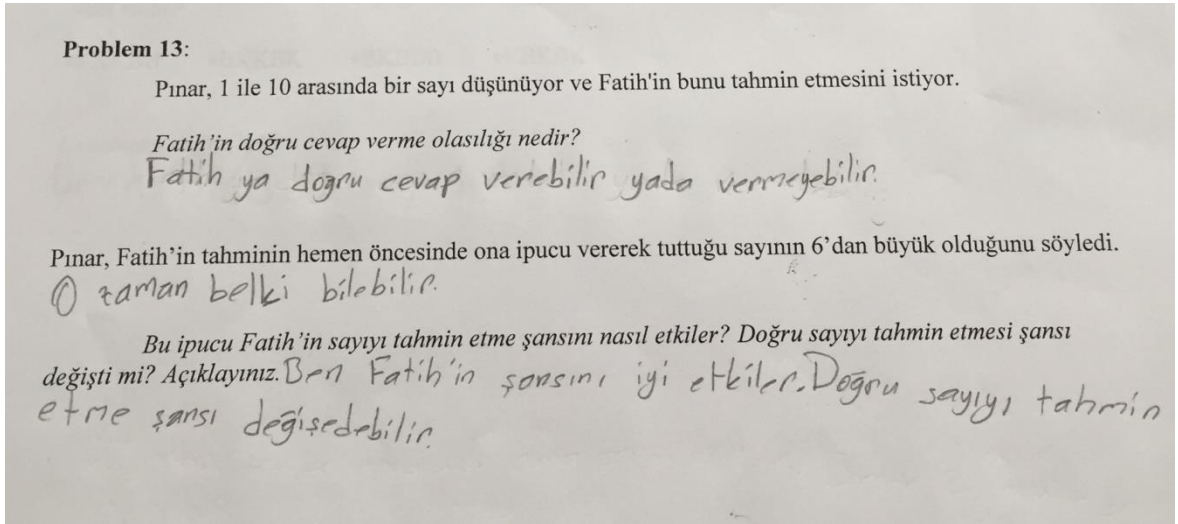 Problem 13:
Pınar, 1 ile 10 arasında bir sayı düşünüyor ve Fatih'in bunu tahmin etmesini istiyor.
Fatih'in doğru cevap verme olasılığı nedir?
Fatih ya dogru cevap verebilir yada vermeyebilir.
Pınar, Fatih'in tahminin hemen öncesinde ona ipucu vererek tuttuğu sayının 6'dan büyük olduğunu söyledi.
O zaman belki bilebilir.
Bu ipucu Fatih'in sayıyı tahmin etme şansını nasıl etkiler? Doğru sayıyı tahmin etmesi şansı
değişti mi? Açıklayınız. Ben Fatih'in şansını iyi etkiler. Doğru sayıyı tahmin
etme şansı değişedebilir.